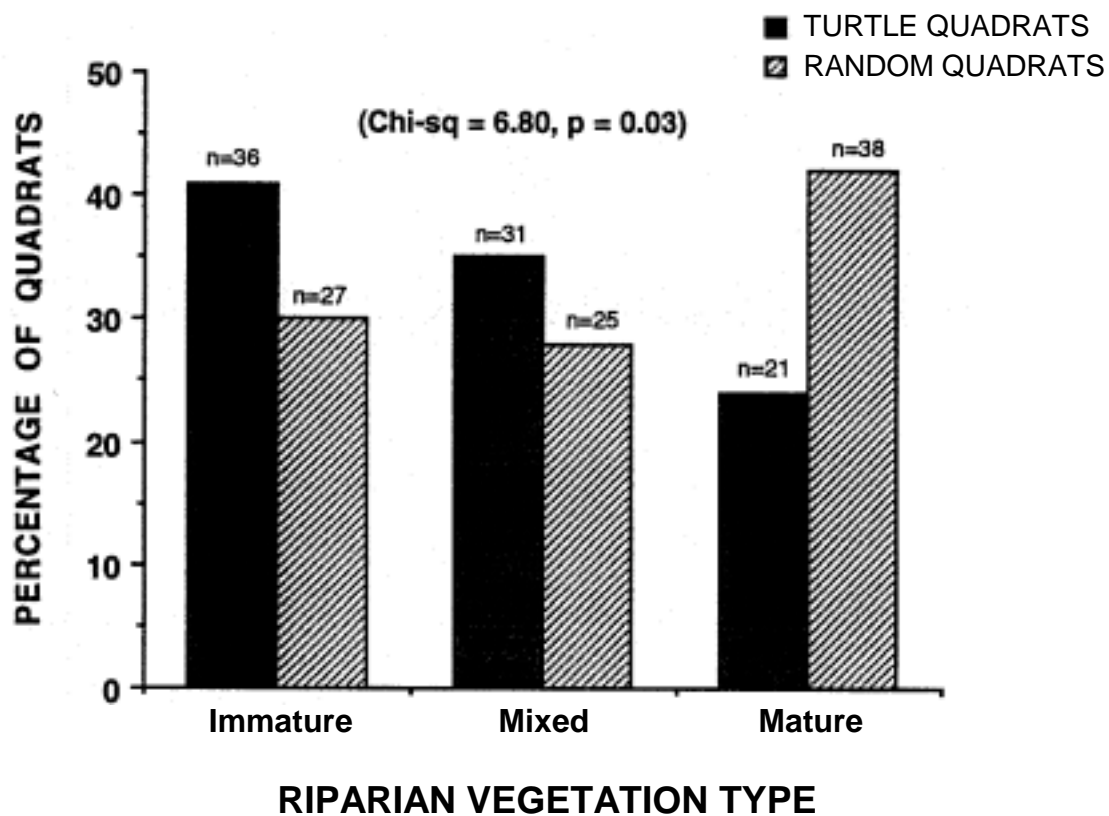 TURTLE QUADRATS
RANDOM QUADRATS
(Chi-sq = 6.80, p = 0.03)
PERCENTAGE OF QUADRATS
50
40
30
20
10
0
n=36
n=27
n=31
n=25
n=21
n=38
Immature
Mixed
Mature
RIPARIAN VEGETATION TYPE